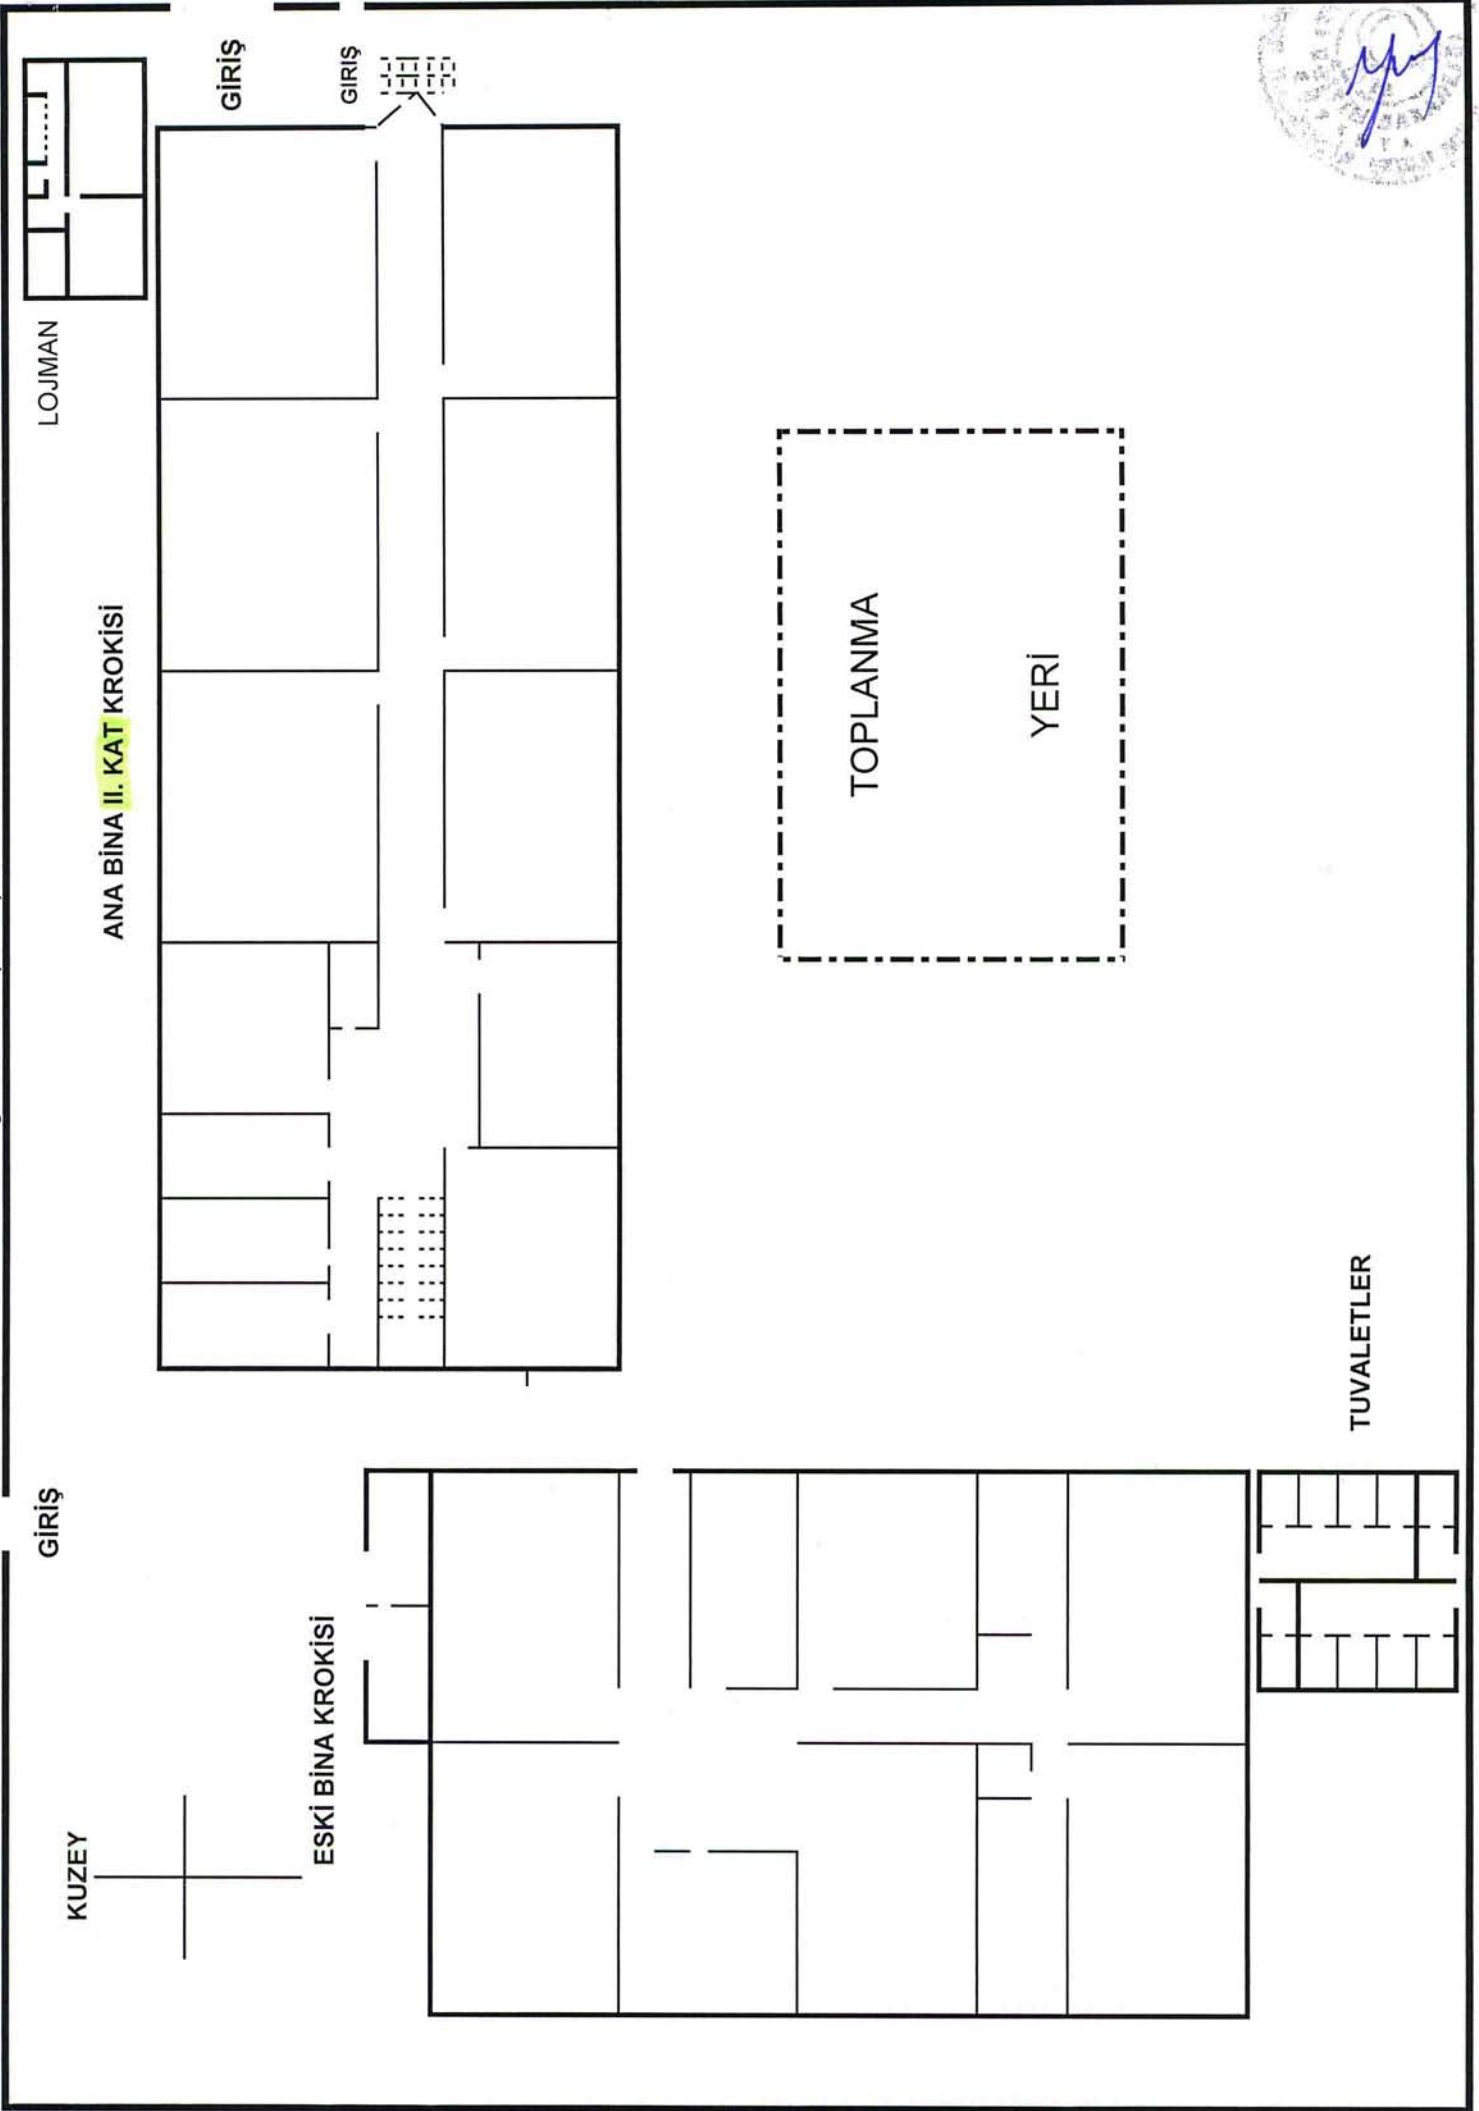 LOJMAN
GİRİŞ
GIRIŞ
ANA BİNA II. KAT KROKİSİ
GİRİŞ
KUZEY
ESKİ BİNA KROKİSİ
TOPLANMA
YERİ
TUVALETLER